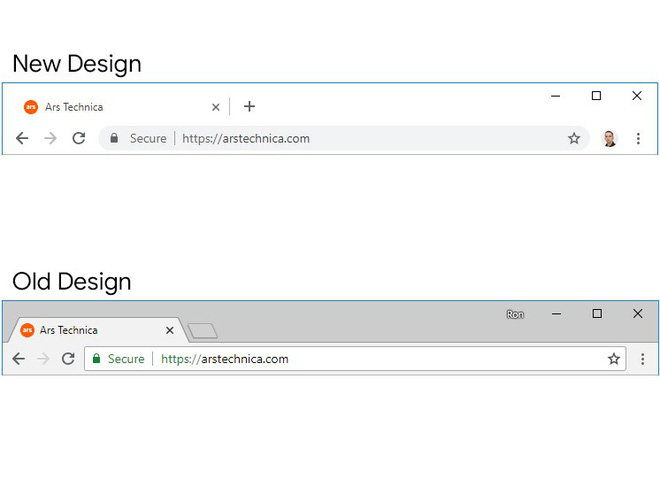 New Design
ars Ars Technica
Secure https://arstechnica.com
Old Design
Ron
ars Ars Technica
Secure https://arstechnica.com